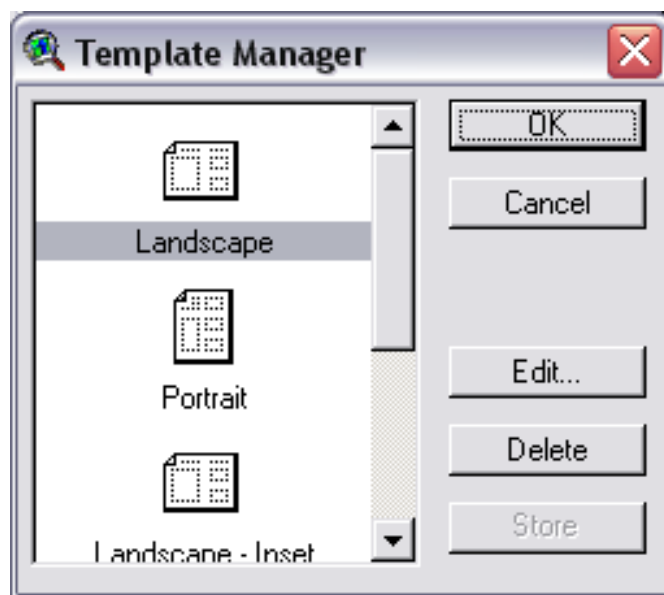 Template Manager
Landscape
Portrait
Landscape - Inset
OK
Cancel
Edit...
Delete
Store